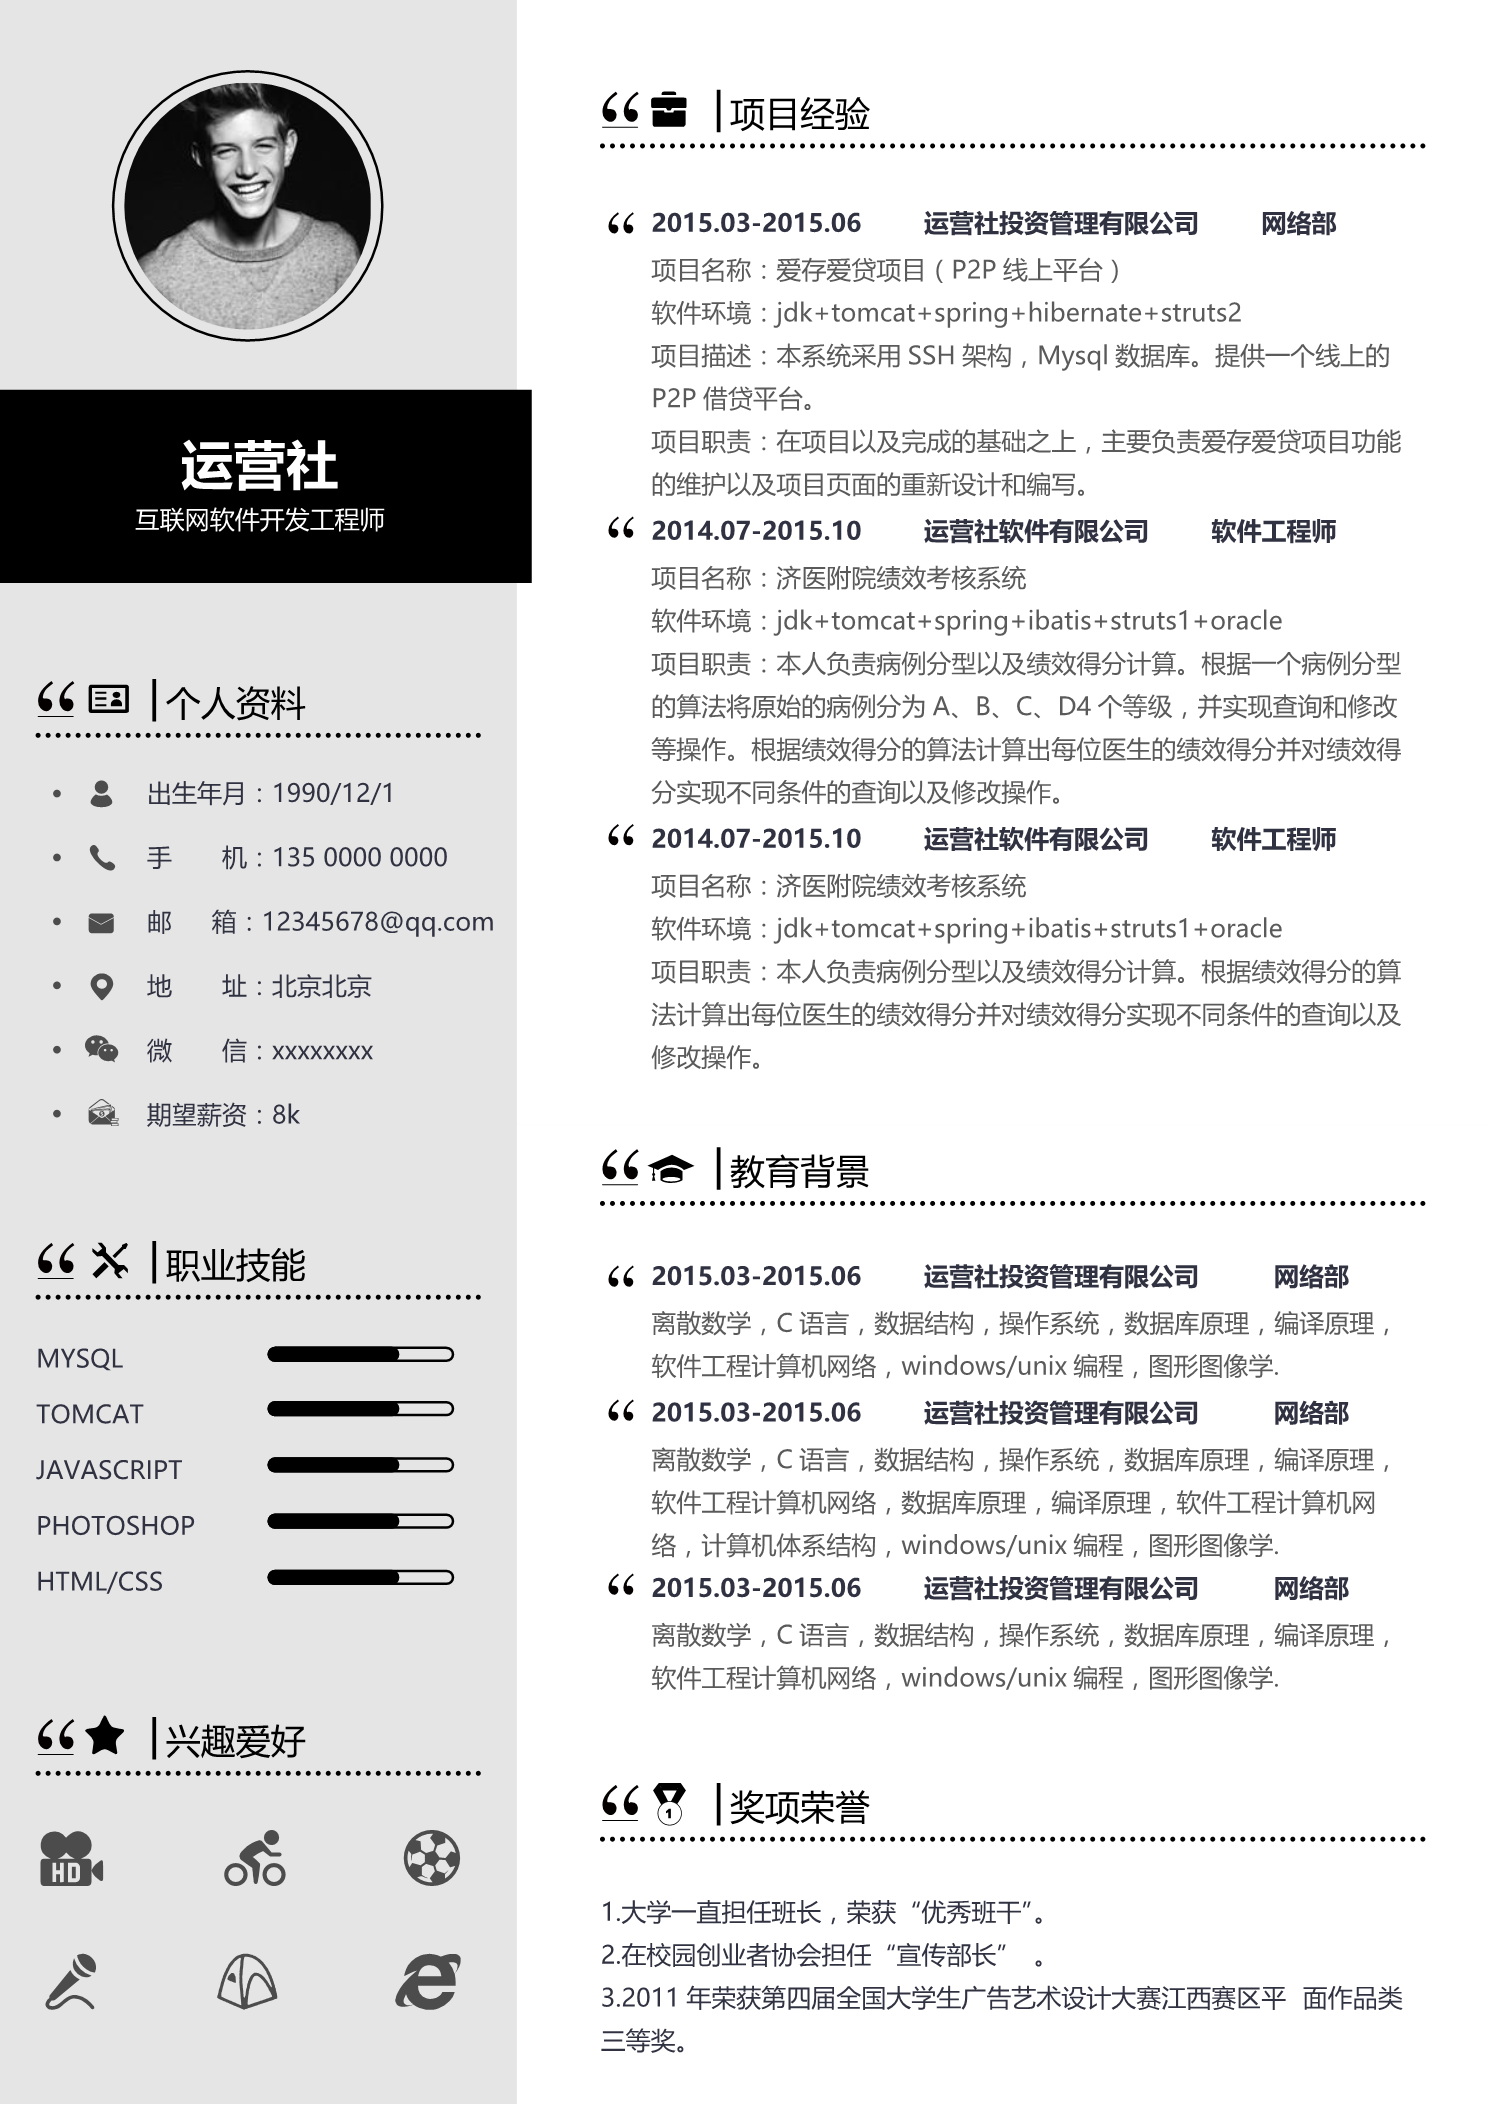 运营社
互联网软件开发工程师
个人资料
出生年月：1990/12/1
手 机：135 0000 0000
邮 箱：12345678@qq.com
地 址：北京北京
微 信：xxxxxxxx
期望薪资：8k
职业技能
MYSQL
TOMCAT
JAVASCRIPT
PHOTOSHOP
HTML/CSS
兴趣爱好
HD
项目经验
2015.03-2015.06 运营社投资管理有限公司 网络部
项目名称：爱存爱贷项目（P2P 线上平台）
软件环境：jdk+tomcat+spring+hibernate+struts2
项目描述：本系统采用 SSH 架构，Mysql 数据库。提供一个线上的
P2P 借贷平台。
项目职责：在项目以及完成的基础之上，主要负责爱存爱贷项目功能
的维护以及项目页面的重新设计和编写。
2014.07-2015.10 运营社软件有限公司 软件工程师
项目名称：济医附院绩效考核系统
软件环境：jdk+tomcat+spring+ibatis+struts1+oracle
项目职责：本人负责病例分型以及绩效得分计算。根据一个病例分型
的算法将原始的病例分为 A、B、C、D4 个等级，并实现查询和修改
等操作。根据绩效得分的算法计算出每位医生的绩效得分并对绩效得
分实现不同条件的查询以及修改操作。
2014.07-2015.10 运营社软件有限公司 软件工程师
项目名称：济医附院绩效考核系统
软件环境：jdk+tomcat+spring+ibatis+struts1+oracle
项目职责：本人负责病例分型以及绩效得分计算。根据绩效得分的算
法计算出每位医生的绩效得分并对绩效得分实现不同条件的查询以及
修改操作。
教育背景
2015.03-2015.06 运营社投资管理有限公司 网络部
离散数学，C 语言，数据结构，操作系统，数据库原理，编译原理，
软件工程计算机网络，windows/unix 编程，图形图像学.
2015.03-2015.06 运营社投资管理有限公司 网络部
离散数学，C 语言，数据结构，操作系统，数据库原理，编译原理，
软件工程计算机网络，数据库原理，编译原理，软件工程计算机网
络，计算机体系结构，windows/unix 编程，图形图像学.
2015.03-2015.06 运营社投资管理有限公司 网络部
离散数学，C 语言，数据结构，操作系统，数据库原理，编译原理，
软件工程计算机网络，windows/unix 编程，图形图像学.
1
奖项荣誉
1.大学一直担任班长，荣获“优秀班干”。
2.在校园创业者协会担任“宣传部长” 。
3.2011 年荣获第四届全国大学生广告艺术设计大赛江西赛区平 面作品类
三等奖。